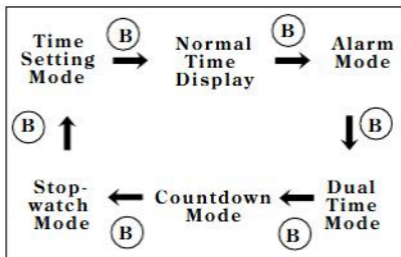 Time
Setting
Mode
B
Normal
Time
Display
B
Alarm
Mode
B
B
Stop-
watch
Mode
B
Countdown
Mode
B
Dual
Time
Mode